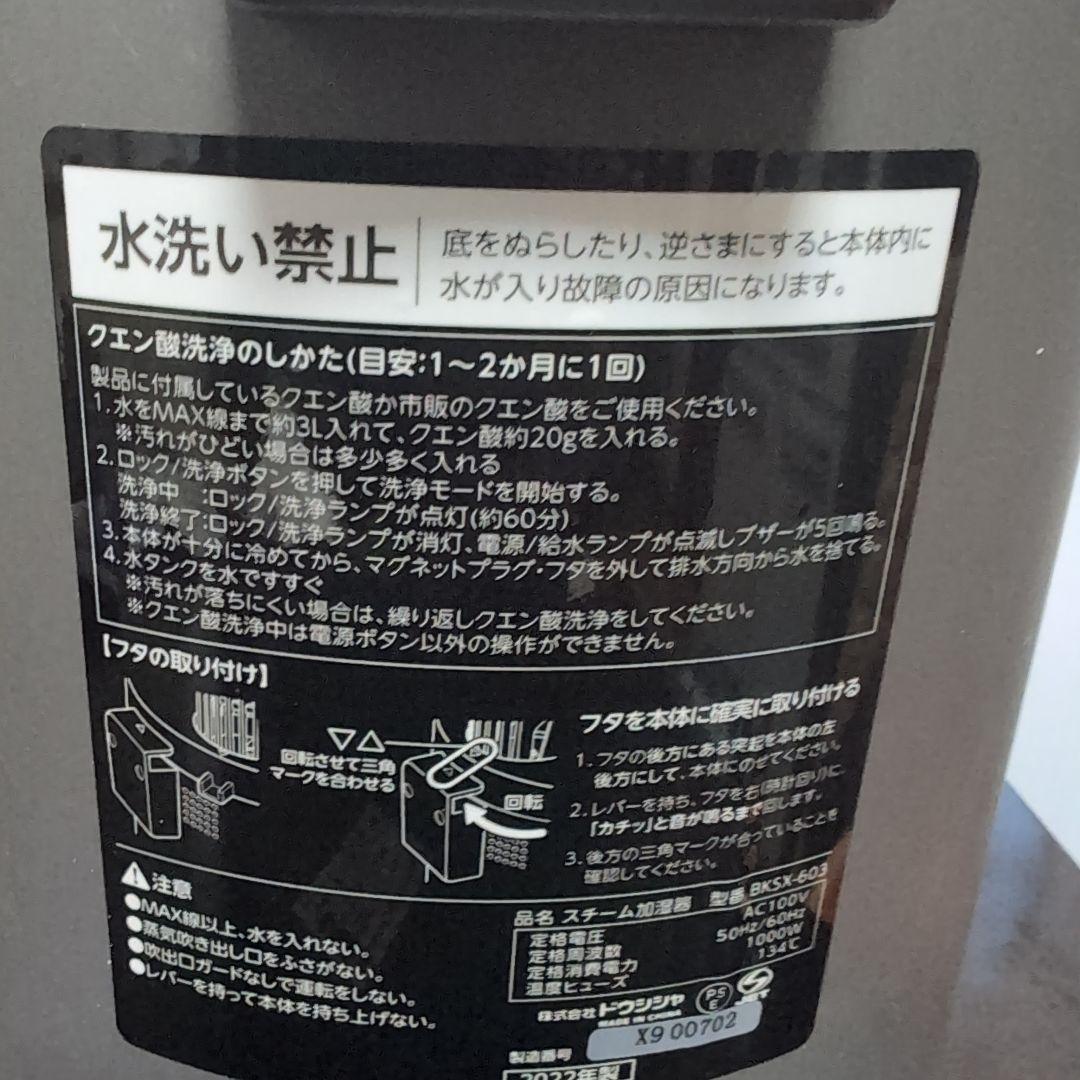 水洗い禁止
底をぬらしたり、逆さまにすると本体内に
水が入り故障の原因になります。
クエン酸洗浄のしかた(目安:1～2か月に1回)
製品に付属しているクエン酸か市販のクエン酸をご使用ください。
1.水をMAX線まで約3L入れて、クエン酸約20gを入れる。
※汚れがひどい場合は多少多く入れる
2.ロック/洗浄ボタンを押して洗浄モードを開始する。
洗浄中 :ロック/洗浄ランプが点灯(約60分)
洗浄終了:ロック/洗浄ランプが消灯、電源/給水ランプが点滅しブザーが5回鳴る。
3.本体が十分に冷めてから、マグネットプラグ・フタを外して排水方向から水を捨てる。
4.水タンクを水ですすぐ
※汚れが落ちにくい場合は、繰り返しクエン酸洗浄をしてください。
※クエン酸洗浄中は電源ボタン以外の操作ができません。
【フタの取り付け】
▽△
回転させて三角
マークを合わせる
回転
フタを本体に確実に取り付ける
1.フタの後方にある突起を本体の左
後方にして、本体にのせてください。
2.レバーを持ち、フタを右(時計回り)に、
「カチッ」と音が鳴るまで回します。
3.後方の三角マークが合っていることを
確認してください。
⚠注意
●MAX線以上、水を入れない。
●蒸気吹き出し口をふさがない。
●吹出口ガードなしで運転をしない。
●レバーを持って本体を持ち上げない。
品名 スチーム加湿器 型番 BKSX-603
定格電圧 AC100V
定格周波数 50Hz/60Hz
定格消費電力 1000W
温度ヒューズ 134℃
株式会社ドウシシャ
MADE IN CHINA
PSE
JET
製造番号 X9 00702
2022年製